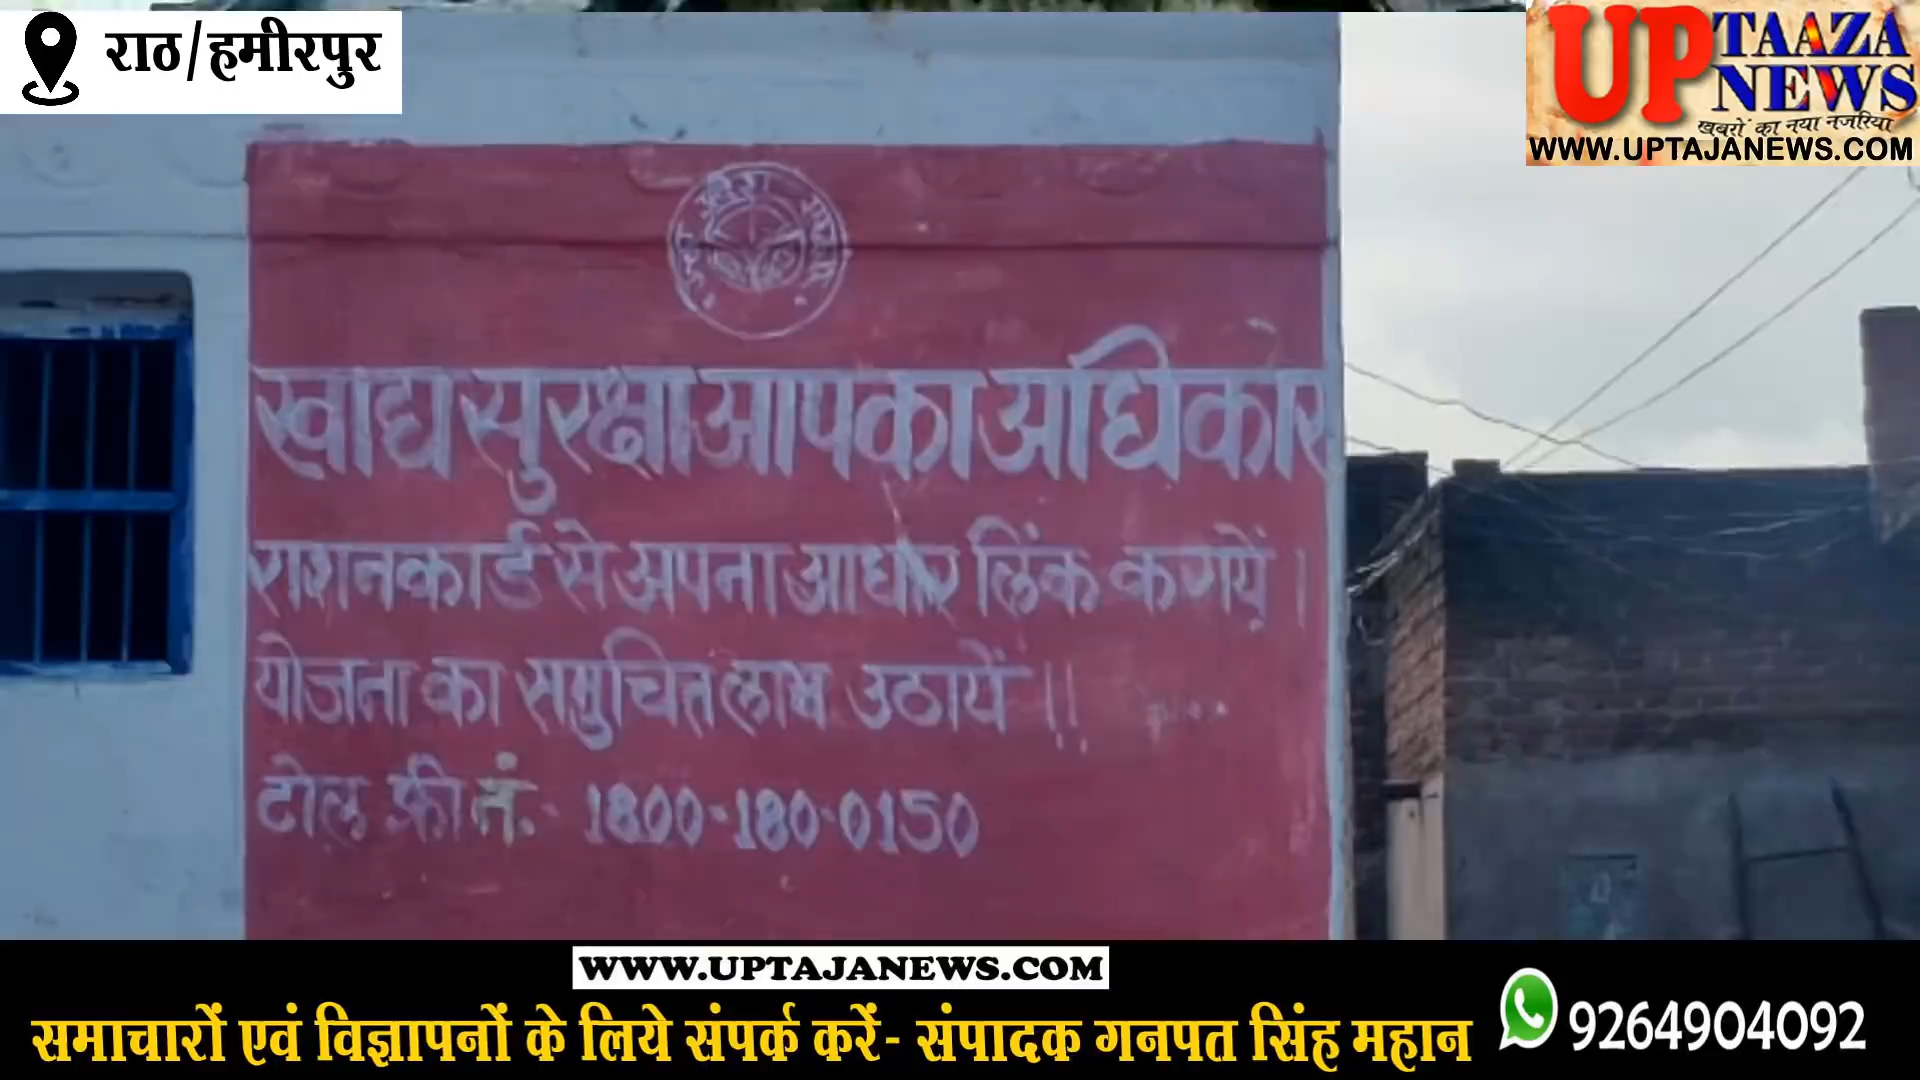 राठ/हमीरपुर
UP TAAZA NEWS
खबरों का नया नजरिया
WWW.UPTAJANEWS.COM
खाद्य सुरक्षा आपका अधिकार
राशनकार्ड से अपना आधार लिंक करायें ।
योजना का समुचित लाभ उठायें ।।
टोल फ्री नं.- 1800-180-0150
WWW.UPTAJANEWS.COM
समाचारों एवं विज्ञापनों के लिये संपर्क करें- संपादक गनपत सिंह महान
9264904092